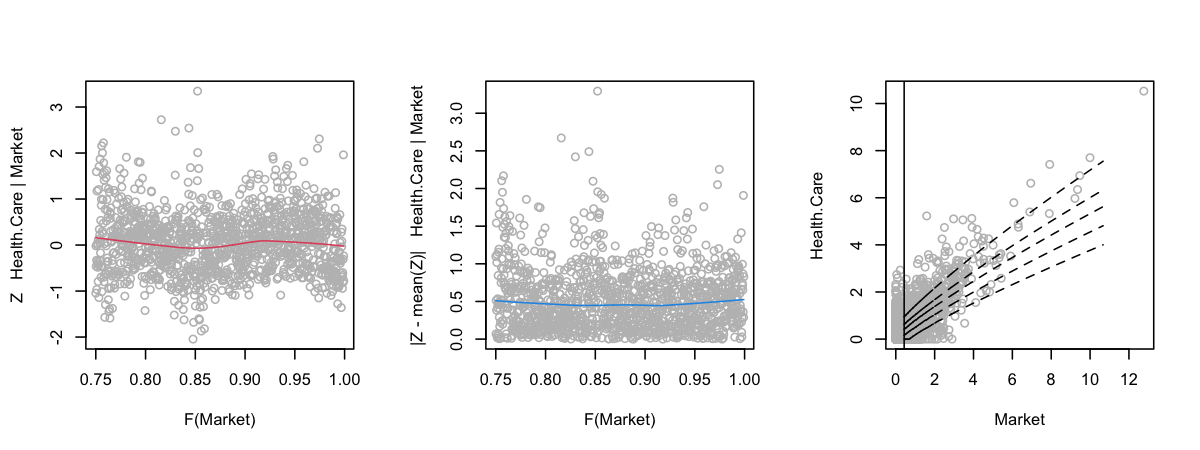 Z   Health.Care | Market
3
2
1
0
-1
-2
0.75 0.80 0.85 0.90 0.95 1.00
F(Market)
|Z - mean(Z)|   Health.Care | Market
3.0
2.5
2.0
1.5
1.0
0.5
0.0
0.75 0.80 0.85 0.90 0.95 1.00
F(Market)
Health.Care
10
8
6
4
2
0
0 2 4 6 8 10 12
Market